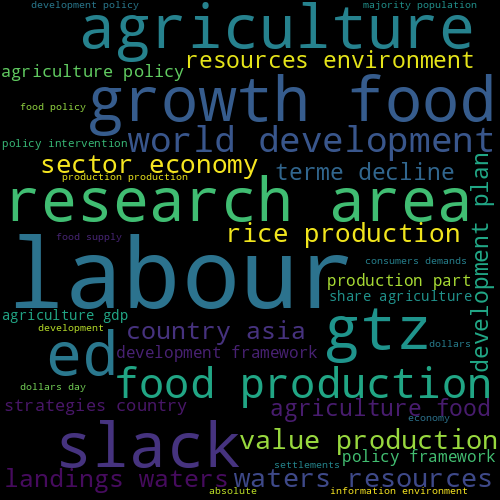 development policy
majority population
agriculture
resources environment
agriculture policy
growth food
food policy
world development
policy intervention
sector economy
terme decline
production production
development plan
research area
rice production
food supply
labour
consumers demands
production part
share agriculture
agriculture gdp
gtz
development
country asia
dollars
ed
development framework
food production
dollars day
strategies country
agriculture food
economy
slack
value production
policy framework
settlements
landings waters
waters resources
absolute
information environment